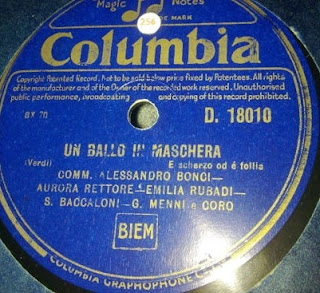 Magic Notes
TRADE MARK
256
Columbia
Copyright Patented Record. Not to be sold below price fixed by Patentees. All rights
of the manufacturer and of the Owner of the recorded work reserved. Unauthorised
public performance, broadcasting and copying of this record prohibited.
BX 70
D. 18010
UN BALLO IN MASCHERA
(Verdi) E scherzo od é follia
COMM. ALESSANDRO BONCI—
AURORA RETTORE—EMILIA RUBADI—
S. BACCALONI—G. MENNI e CORO
BIEM
COLUMBIA GRAPHOPHONE